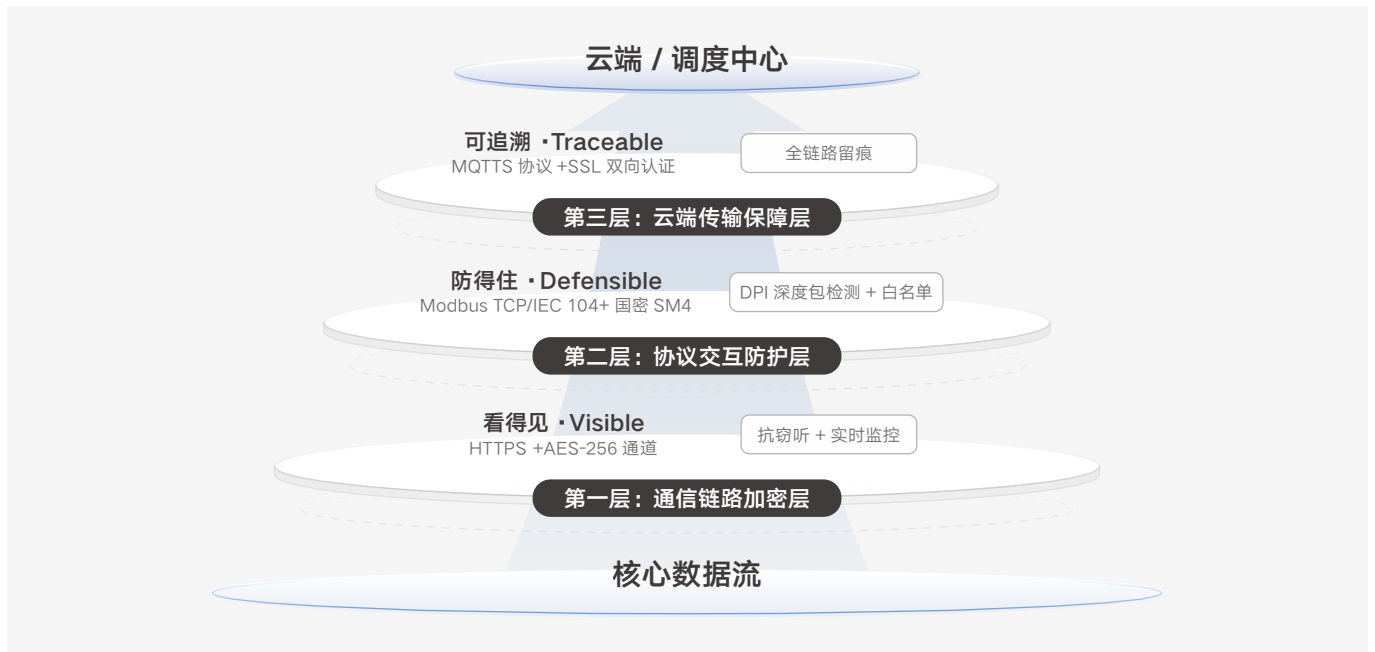 云端 / 调度中心
可追溯 ·Traceable
MQTTS 协议 +SSL 双向认证
全链路留痕
第三层：云端传输保障层
防得住 ·Defensible
Modbus TCP/IEC 104+ 国密 SM4
DPI 深度包检测 + 白名单
第二层：协议交互防护层
看得见 ·Visible
HTTPS +AES-256 通道
抗窃听 + 实时监控
第一层：通信链路加密层
核心数据流